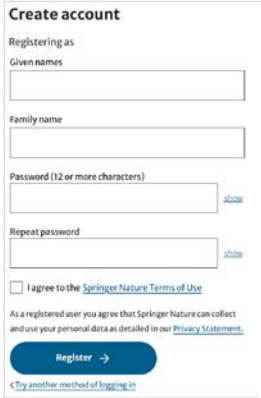 Create account
Registering as
Given names
Family name
Password (12 or more characters)
show
Repeat password
show
I agree to the Springer Nature Terms of Use
As a registered user you agree that Springer Nature can collect
and use your personal data as detailed in our Privacy Statement.
Register →
<Try another method of logging in